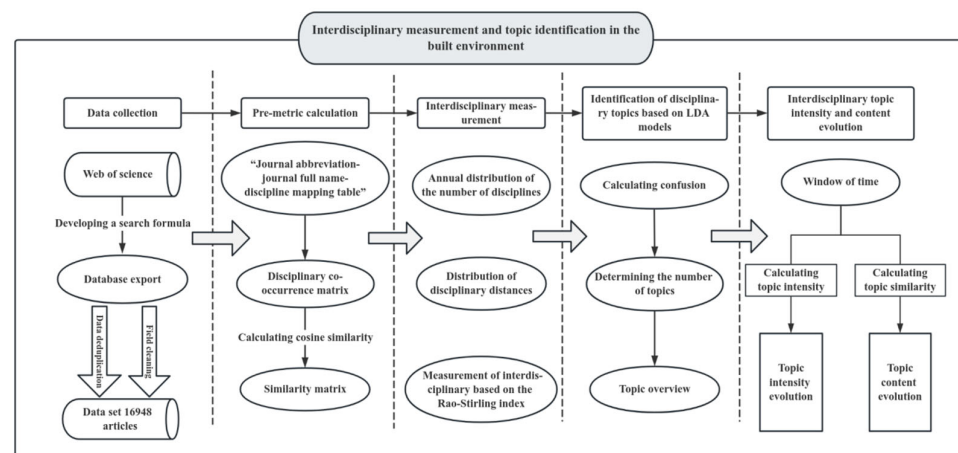 Interdisciplinary measurement and topic identification in the
built environment
Data collection
Pre-metric calculation
Interdisciplinary meas-
urement
Identification of disciplina-
ry topics based on LDA
models
Interdisciplinary topic
intensity and content
evolution
Web of science
Developing a search formula
Database export
Data deduplication
Field cleaning
Data set 16948
articles
“Journal abbreviation-
journal full name-
discipline mapping table”
Disciplinary co-
occurrence matrix
Calculating cosine similarity
Similarity matrix
Annual distribution of
the number of disciplines
Distribution of
disciplinary distances
Measurement of interdis-
ciplinary based on the
Rao-Stirling index
Calculating confusion
Determining the number
of topics
Topic overview
Window of time
Calculating
topic intensity
Calculating
topic similarity
Topic
intensity
evolution
Topic
content
evolution